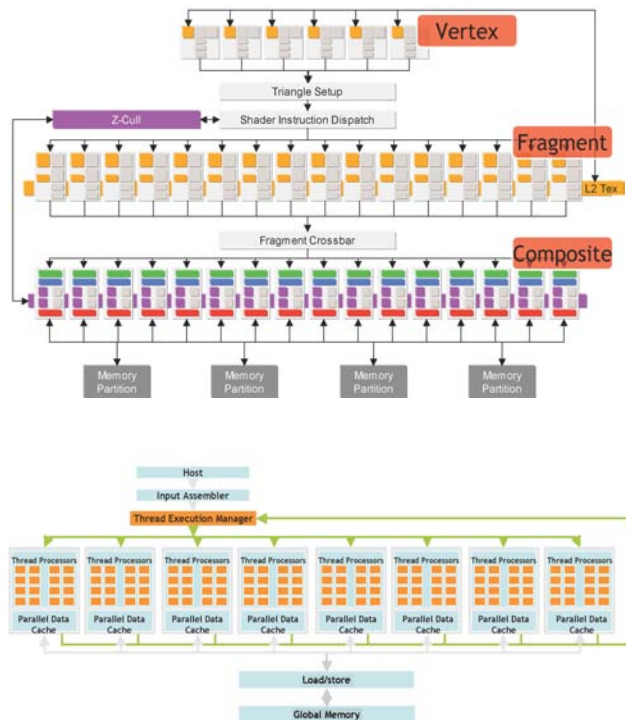 Vertex
Triangle Setup
Z-Cull
Shader Instruction Dispatch
Fragment
L2 Tex
Fragment Crossbar
Composite
Memory
Partition
Memory
Partition
Memory
Partition
Memory
Partition
Host
Input Assembler
Thread Execution Manager
Thread Processors
Thread Processors
Thread Processors
Thread Processors
Thread Processors
Thread Processors
Thread Processors
Thread Processors
Parallel Data
Cache
Parallel Data
Cache
Parallel Data
Cache
Parallel Data
Cache
Parallel Data
Cache
Parallel Data
Cache
Parallel Data
Cache
Parallel Data
Cache
Load/store
Global Memory